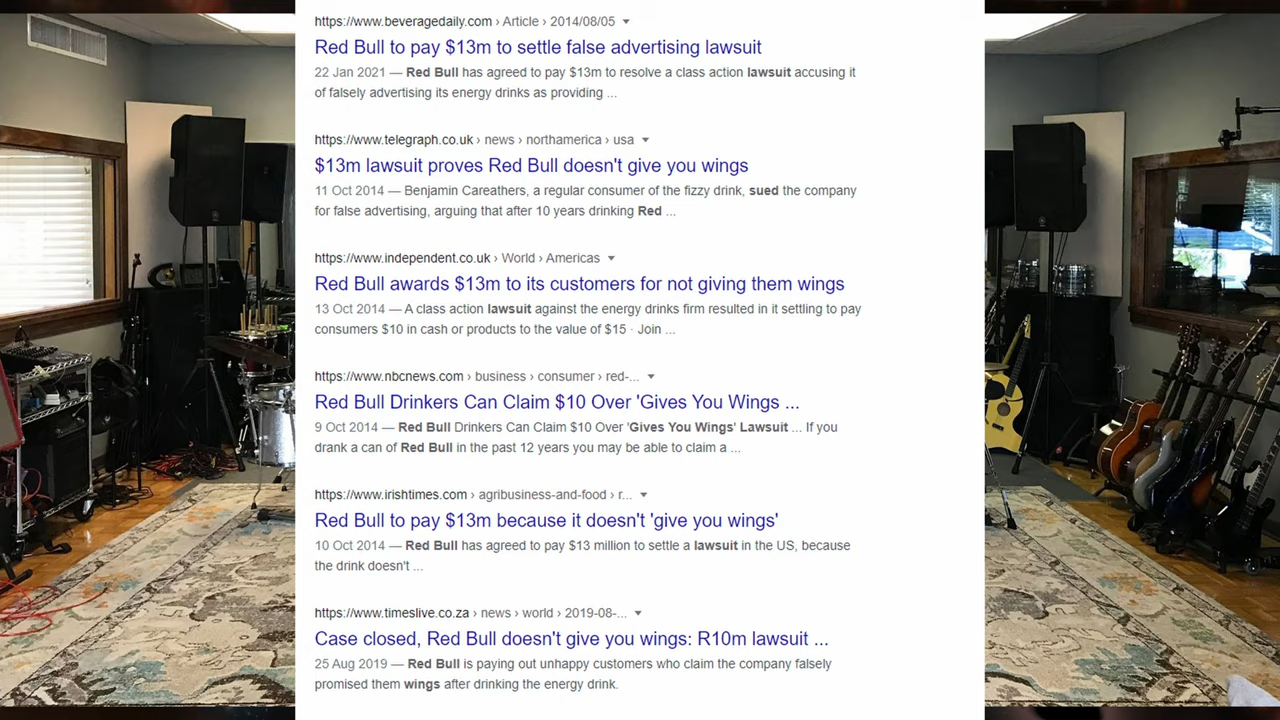 https://www.beveragedaily.com › Article › 2014/08/05
Red Bull to pay $13m to settle false advertising lawsuit
22 Jan 2021 — Red Bull has agreed to pay $13m to resolve a class action lawsuit accusing it
of falsely advertising its energy drinks as providing ...
https://www.telegraph.co.uk › news › northamerica › usa
$13m lawsuit proves Red Bull doesn't give you wings
11 Oct 2014 — Benjamin Careathers, a regular consumer of the fizzy drink, sued the company
for false advertising, arguing that after 10 years drinking Red ...
https://www.independent.co.uk › World › Americas
Red Bull awards $13m to its customers for not giving them wings
13 Oct 2014 — A class action lawsuit against the energy drinks firm resulted in it settling to pay
consumers $10 in cash or products to the value of $15 · Join ...
https://www.nbcnews.com › business › consumer › red-...
Red Bull Drinkers Can Claim $10 Over 'Gives You Wings ...
9 Oct 2014 — Red Bull Drinkers Can Claim $10 Over 'Gives You Wings' Lawsuit ... If you
drank a can of Red Bull in the past 12 years you may be able to claim a ...
https://www.irishtimes.com › agribusiness-and-food › r...
Red Bull to pay $13m because it doesn't 'give you wings'
10 Oct 2014 — Red Bull has agreed to pay $13 million to settle a lawsuit in the US, because
the drink doesn't ...
https://www.timeslive.co.za › news › world › 2019-08-...
Case closed, Red Bull doesn't give you wings: R10m lawsuit ...
25 Aug 2019 — Red Bull is paying out unhappy customers who claim the company falsely
promised them wings after drinking the energy drink.